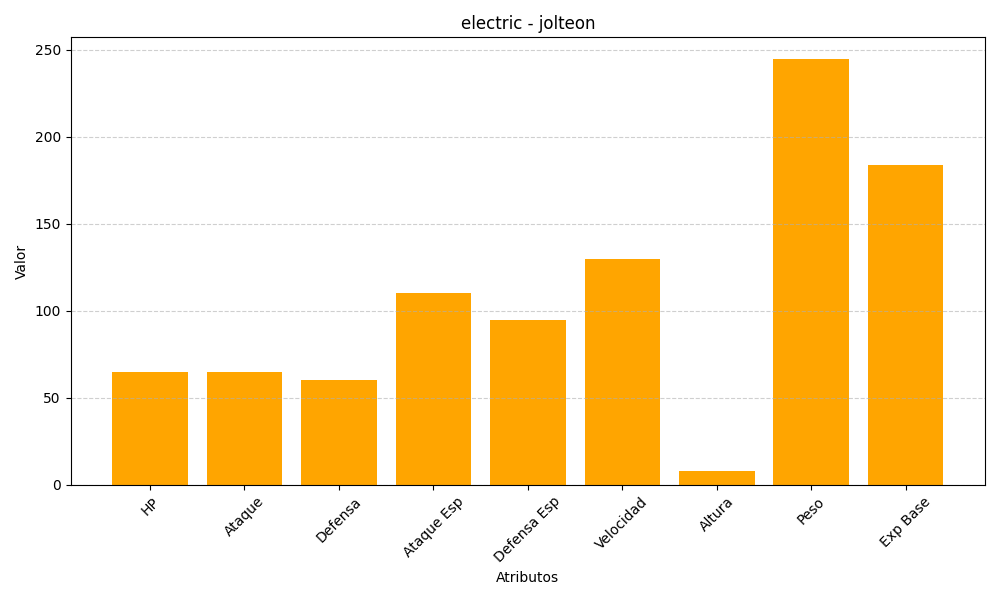 electric - jolteon
Valor
250
200
150
100
50
0
HP
Ataque
Defensa
Ataque Esp
Defensa Esp
Velocidad
Altura
Peso
Exp Base
Atributos